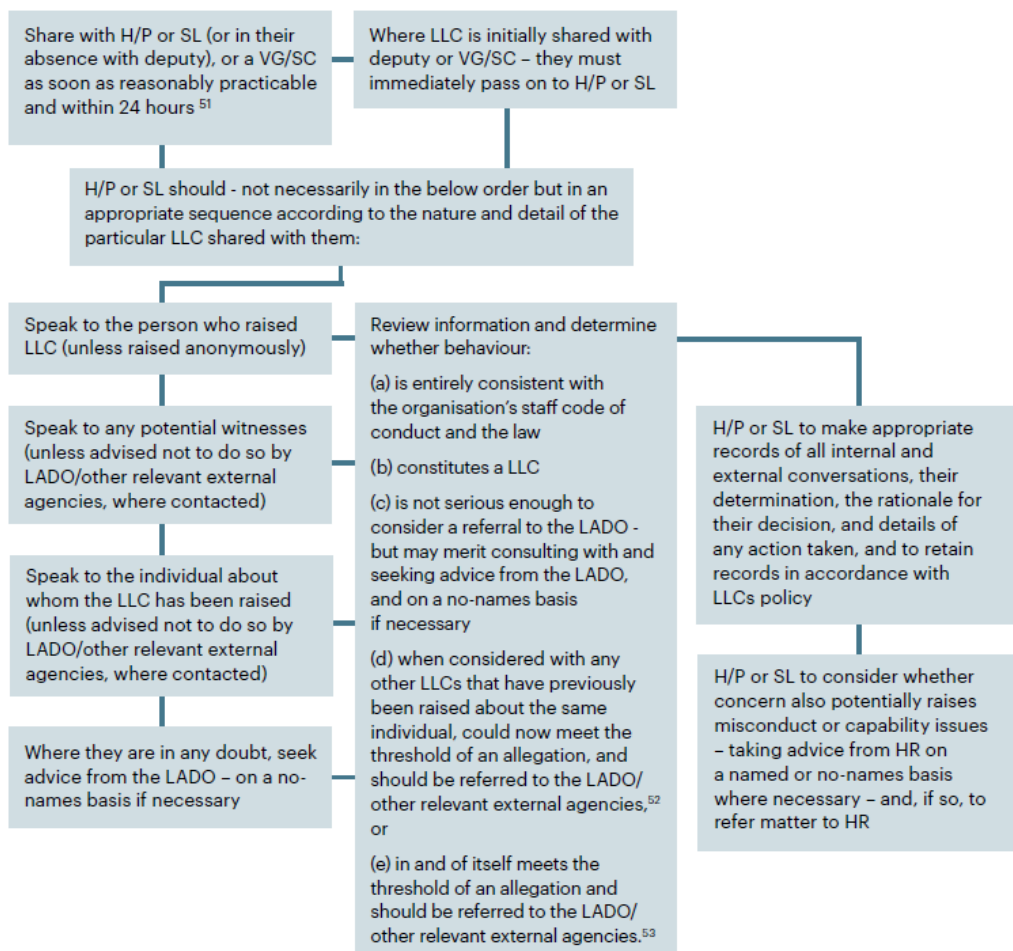 Share with H/P or SL (or in their
absence with deputy), or a VG/SC
as soon as reasonably practicable
and within 24 hours 51
Where LLC is initially shared with
deputy or VG/SC – they must
immediately pass on to H/P or SL
H/P or SL should - not necessarily in the below order but in an
appropriate sequence according to the nature and detail of the
particular LLC shared with them:
Speak to the person who raised
LLC (unless raised anonymously)
Speak to any potential witnesses
(unless advised not to do so by
LADO/other relevant external
agencies, where contacted)
Speak to the individual about
whom the LLC has been raised
(unless advised not to do so by
LADO/other relevant external
agencies, where contacted)
Where they are in any doubt, seek
advice from the LADO – on a no-
names basis if necessary
Review information and determine
whether behaviour:
(a) is entirely consistent with
the organisation's staff code of
conduct and the law
(b) constitutes a LLC
(c) is not serious enough to
consider a referral to the LADO -
but may merit consulting with and
seeking advice from the LADO,
and on a no-names basis
if necessary
(d) when considered with any
other LLCs that have previously
been raised about the same
individual, could now meet the
threshold of an allegation, and
should be referred to the LADO/
other relevant external agencies,52
or
(e) in and of itself meets the
threshold of an allegation and
should be referred to the LADO/
other relevant external agencies.53
H/P or SL to make appropriate
records of all internal and
external conversations, their
determination, the rationale for
their decision, and details of
any action taken, and to retain
records in accordance with
LLCs policy
H/P or SL to consider whether
concern also potentially raises
misconduct or capability issues
– taking advice from HR on
a named or no-names basis
where necessary – and, if so, to
refer matter to HR